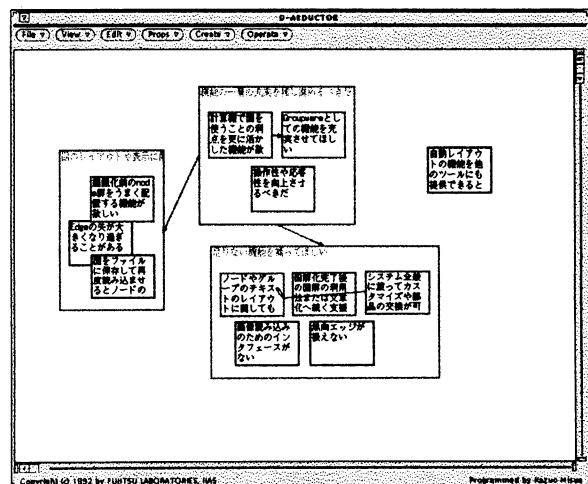 D-ABDUCTOR
File View Edit Props Create Operate
機能の一層の充実を推し進めるべきだ
計算機で図を
使うことの利
点を更に活か
した機能が欲
Groupwareとし
ての機能を充
実させてほし
い
操作性や応答
性を向上させ
るべきだ
図のレイアウトや表示に
図解化前のnod
e群をうまく配
置する機能が
欲しい
Edgeの矢が大
きくなり過ぎ
ることがある
図をファイル
に保存して再
度読み込ませ
るとノードの
自動レイアウ
トの機能を他
のツールにも
提供できると
足りない機能を補ってほしい
ノードやグル
ープのテキス
トのレイアウ
トに関しても
図解化完了後
の図解の利用
法または文章
化へ続く支援
システム全般
に渡ってカス
タマイズや部
品の交換が可
画像読み込み
のためのイン
タフェースが
ない
無向エッジが
扱えない
Copyright (C) 1992 by FUJITSU LABORATORIES, IIAS
Programmed by Kazuo Misue